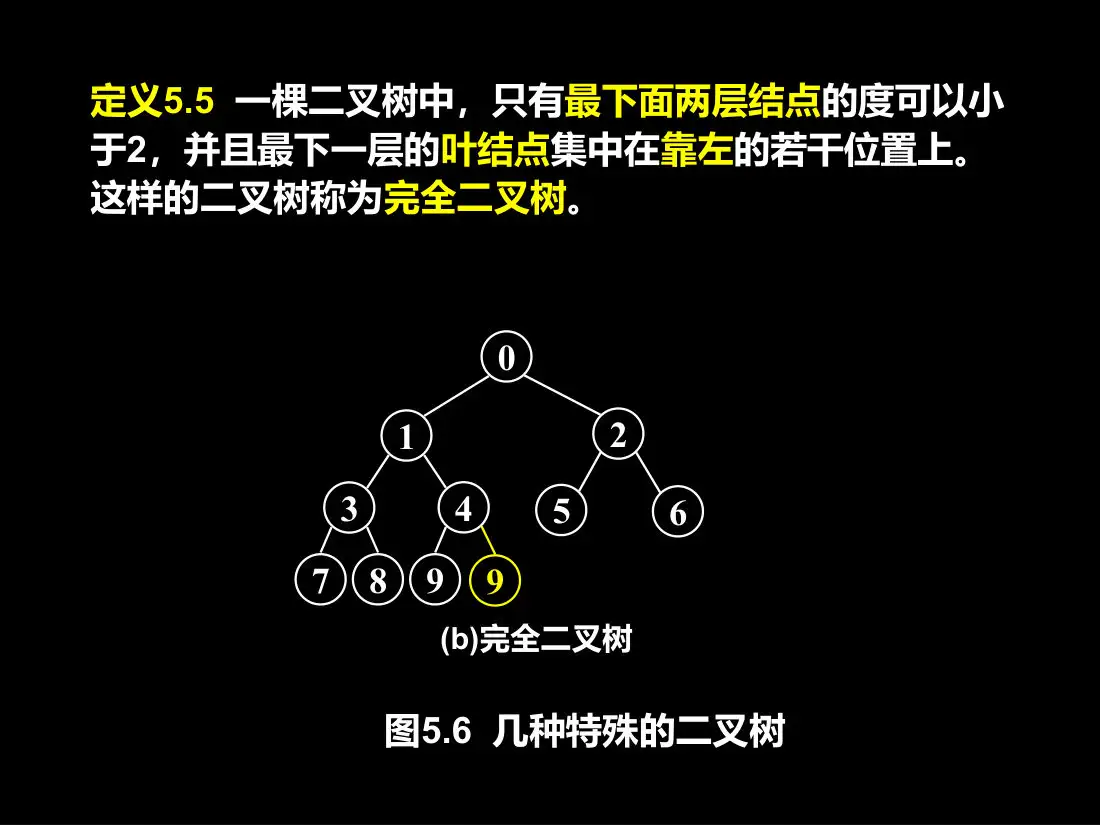 定义5.5 一棵二叉树中，只有最下面两层结点的度可以小
于2，并且最下一层的叶结点集中在靠左的若干位置上。
这样的二叉树称为完全二叉树。
0
1 2
3 4 5 6
7 8 9 9
(b)完全二叉树
图5.6 几种特殊的二叉树